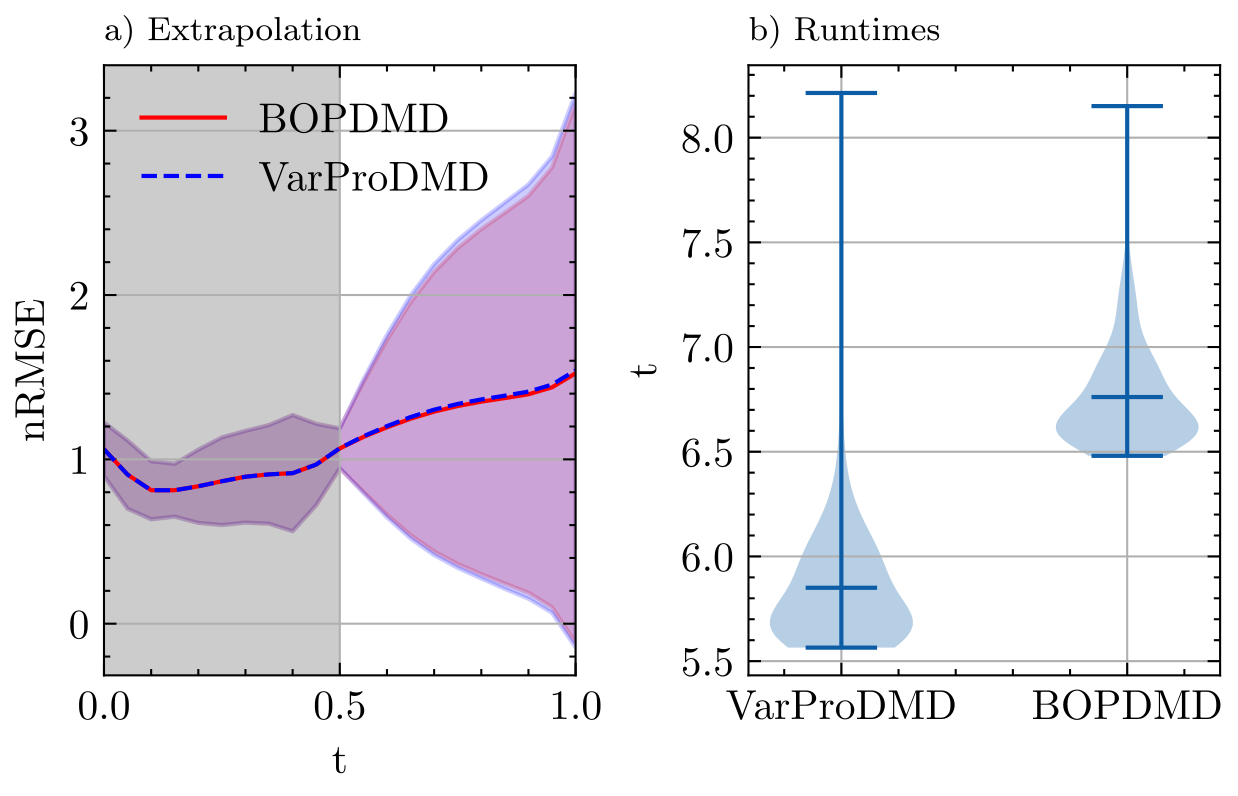 a) Extrapolation
BOPDMD
VarProDMD
nRMSE
3
2
1
0
0.0 0.5 1.0
t
b) Runtimes
t
8.0
7.5
7.0
6.5
6.0
5.5
VarProDMD BOPDMD